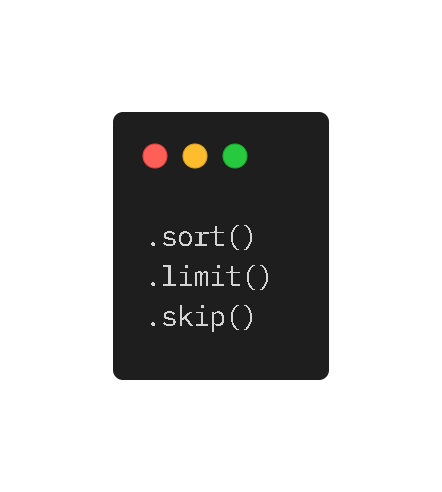 .sort()
.limit()
.skip()